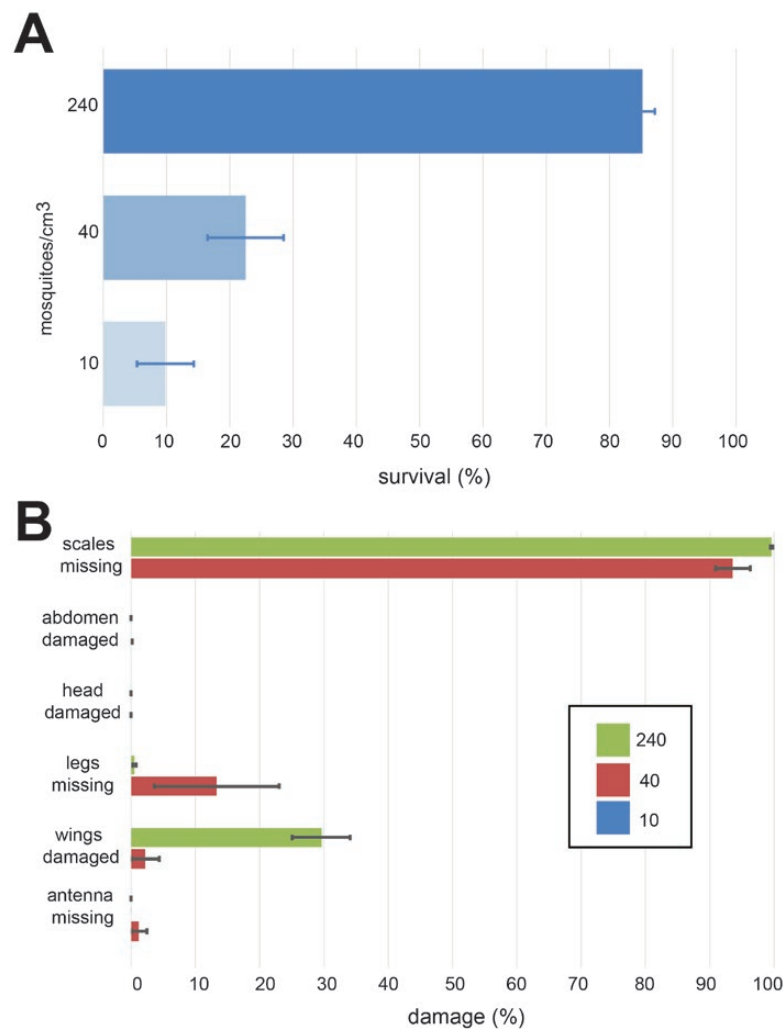 A
240
40
10
mosquitoes/cm3
0 10 20 30 40 50 60 70 80 90 100
survival (%)
B
scales
missing
abdomen
damaged
head
damaged
legs
missing
wings
damaged
antenna
missing
240
40
10
0 10 20 30 40 50 60 70 80 90 100
damage (%)